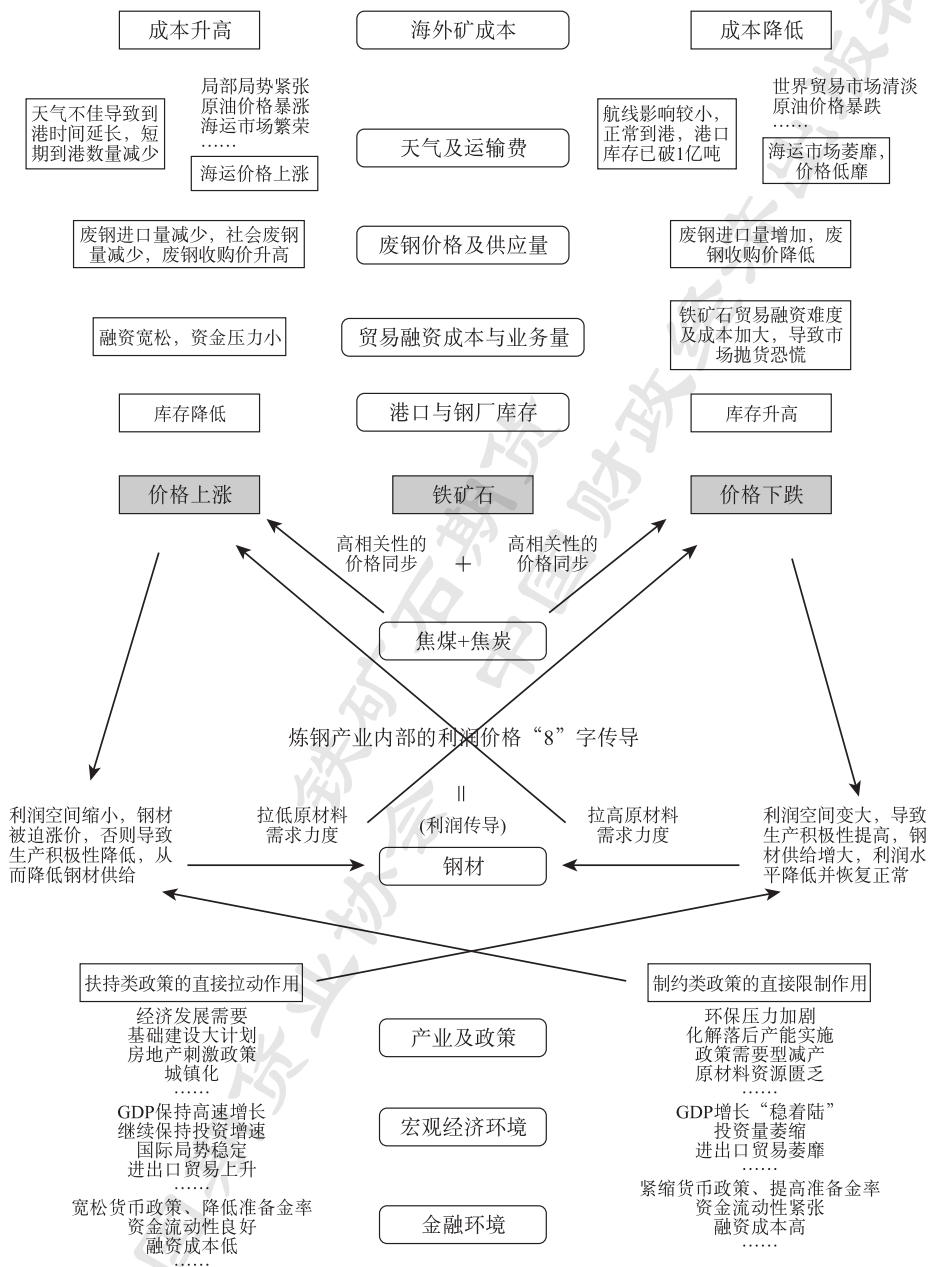 成本升高
海外矿成本
成本降低
天气不佳导致到
港时间延长，短
期到港数量减少
局部局势紧张
原油价格暴涨
海运市场繁荣
……
海运价格上涨
天气及运输费
航线影响较小，
正常到港，港口
库存已破1亿吨
世界贸易市场清淡
原油价格暴跌
……
海运市场萎靡，
价格低靡
废钢进口量减少，社会废钢
量减少，废钢收购价升高
废钢价格及供应量
废钢进口量增加，废
钢收购价降低
融资宽松，资金压力小
贸易融资成本与业务量
铁矿石贸易融资难度
及成本加大，导致市
场抛货恐慌
库存降低
港口与钢厂库存
库存升高
价格上涨
铁矿石
价格下跌
高相关性的
价格同步
+
高相关性的
价格同步
焦煤+焦炭
炼钢产业内部的利润价格“8”字传导
=
(利润传导)
利润空间缩小，钢材
被迫涨价，否则导致
生产积极性降低，从
而降低钢材供给
拉低原材料
需求力度
拉高原材料
需求力度
钢材
利润空间变大，导致
生产积极性提高，钢
材供给增大，利润水
平降低并恢复正常
扶持类政策的直接拉动作用
制约类政策的直接限制作用
经济发展需要
基础建设大计划
房地产刺激政策
城镇化
……
产业及政策
环保压力加剧
化解落后产能实施
政策需要型减产
原材料资源匮乏
……
GDP保持高速增长
继续保持投资增速
国际局势稳定
进出口贸易上升
……
宏观经济环境
GDP增长“稳着陆”
投资量萎缩
进出口贸易萎靡
……
宽松货币政策、降低准备金率
资金流动性良好
融资成本低
……
金融环境
紧缩货币政策、提高准备金率
资金流动性紧张
融资成本高
……
铁矿石期货